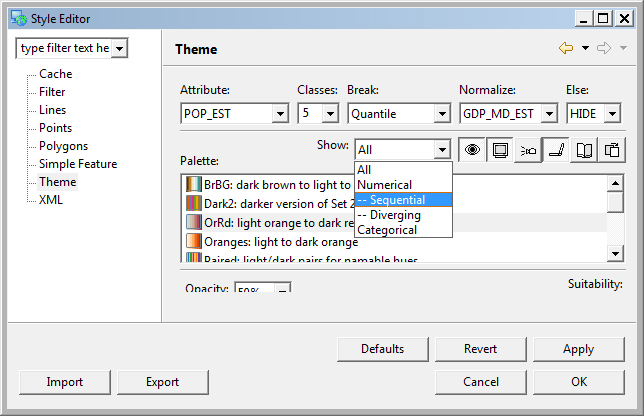 Style Editor
type filter text he
Cache
Filter
Lines
Points
Polygons
Simple Feature
Theme
XML
Theme
Attribute: Classes: Break: Normalize: Else:
POP_EST 5 Quantile GDP_MD_EST HIDE
Show: All
Palette:
All
Numerical
-- Sequential
-- Diverging
Categorical
BrBG: dark brown to light to
Dark2: darker version of Set 2
OrRd: light orange to dark re
Oranges: light to dark orange
Paired: light/dark pairs for namable hues
Opacity: 50%
Suitability:
Defaults Revert Apply
Import Export Cancel OK